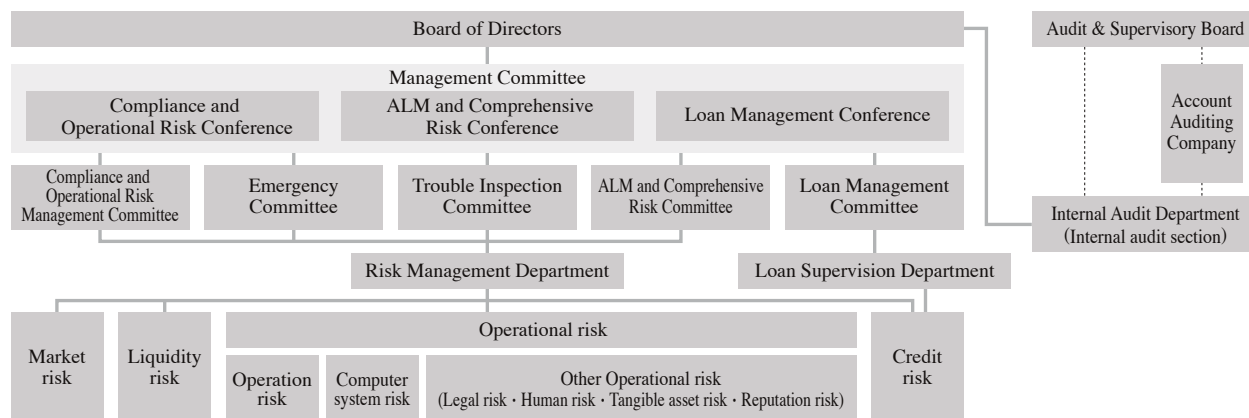 Board of Directors
Audit & Supervisory Board
Management Committee
Compliance and
Operational Risk Conference
ALM and Comprehensive
Risk Conference
Loan Management Conference
Account
Auditing
Company
Compliance and
Operational Risk
Management Committee
Emergency
Committee
Trouble Inspection
Committee
ALM and Comprehensive
Risk Committee
Loan Management
Committee
Internal Audit Department
(Internal audit section)
Risk Management Department
Loan Supervision Department
Market
risk
Liquidity
risk
Operational risk
Operation
risk
Computer
system risk
Other Operational risk
(Legal risk・Human risk・Tangible asset risk・Reputation risk)
Credit
risk